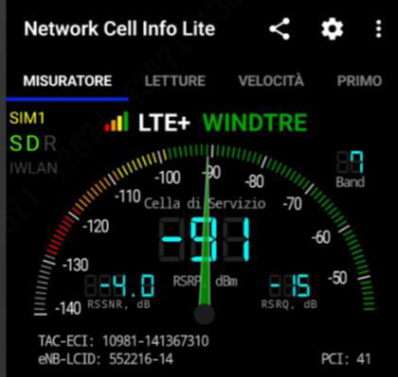 Network Cell Info Lite
MISURATORE LETTURE VELOCITÀ PRIMO
SIM1
LTE+ WINDTRE
SDR
IWLAN
7
Band
-140
-130
-120
-110
-100
-90
-80
-70
-60
-50
Cella di Servizio
-91
RSRP, dBm
-4.0
RSSNR, dB
-15
RSRQ, dB
TAC-ECI: 10981-141367310
eNB-LCID: 552216-14
PCI: 41